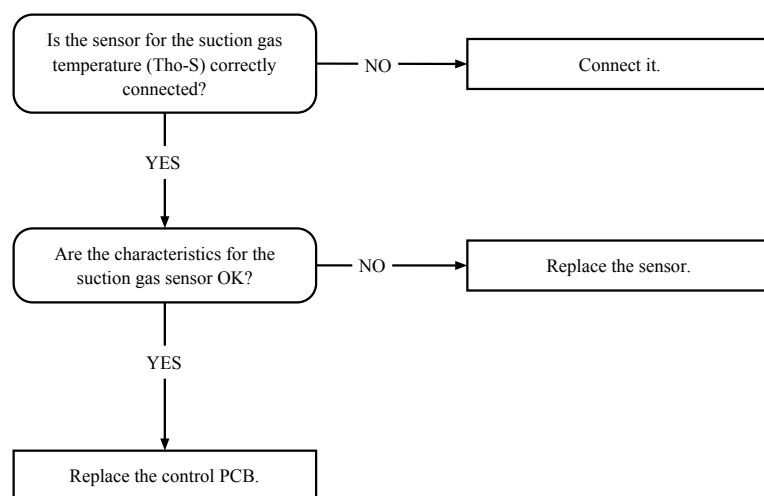 Is the sensor for the suction gas
temperature (Tho-S) correctly
connected?
NO
Connect it.
YES
Are the characteristics for the
suction gas sensor OK?
NO
Replace the sensor.
YES
Replace the control PCB.